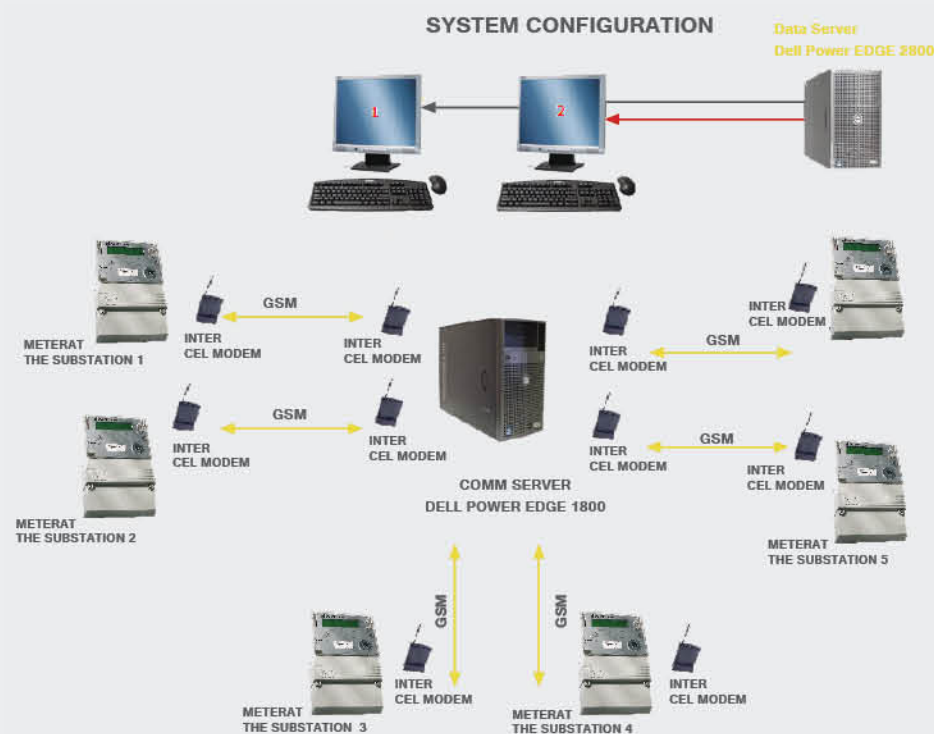 SYSTEM CONFIGURATION
Data Server
Dell Power EDGE 2800
1
2
GSM
METERAT
THE SUBSTATION 1
INTER
CEL MODEM
INTER
CEL MODEM
INTER
CEL MODEM
GSM
INTER
CEL MODEM
GSM
INTER
CEL MODEM
INTER
CEL MODEM
INTER
CEL MODEM
GSM
INTER
CEL MODEM
METERAT
THE SUBSTATION 2
COMM SERVER
DELL POWER EDGE 1800
METERAT
THE SUBSTATION 5
GSM
GSM
INTER
CEL MODEM
METERAT
THE SUBSTATION 3
INTER
CEL MODEM
METERAT
THE SUBSTATION 4